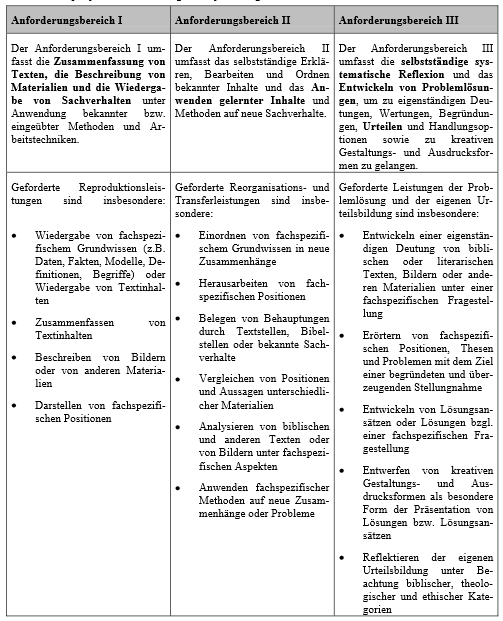 Anforderungsbereich I
Der Anforderungsbereich I um-
fasst die Zusammenfassung von
Texten, die Beschreibung von
Materialien und die Wiederga-
be von Sachverhalten unter
Anwendung bekannter bzw.
eingeübter Methoden und Ar-
beitstechniken.
Geforderte Reproduktionsleis-
tungen sind insbesondere:
• Wiedergabe von fachspezi-
fischem Grundwissen (z.B.
Daten, Fakten, Modelle, De-
finitionen, Begriffe) oder
Wiedergabe von Textinhal-
ten
• Zusammenfassen von
Textinhalten
• Beschreiben von Bildern
oder von anderen Materia-
lien
• Darstellen von fachspezifi-
schen Positionen
Anforderungsbereich II
Der Anforderungsbereich II
umfasst das selbstständige Erklä-
ren, Bearbeiten und Ordnen
bekannter Inhalte und das An-
wenden gelernter Inhalte und
Methoden auf neue Sachverhalte.
Geforderte Reorganisations- und
Transferleistungen sind insbe-
sondere:
• Einordnen von fachspezifi-
schem Grundwissen in neue
Zusammenhänge
• Herausarbeiten von fach-
spezifischen Positionen
• Belegen von Behauptungen
durch Textstellen, Bibel-
stellen oder bekannte Sach-
verhalte
• Vergleichen von Positionen
und Aussagen unterschiedli-
cher Materialien
• Analysieren von biblischen
und anderen Texten oder
von Bildern unter fachspezi-
fischen Aspekten
• Anwenden fachspezifischer
Methoden auf neue Zusam-
menhänge oder Probleme
Anforderungsbereich III
Der Anforderungsbereich III
umfasst die selbstständige sys-
tematische Reflexion und das
Entwickeln von Problemlösun-
gen, um zu eigenständigen Deu-
tungen, Wertungen, Begründun-
gen, Urteilen und Handlungsop-
tionen sowie zu kreativen
Gestaltungs- und Ausdrucksfor-
men zu gelangen.
Geforderte Leistungen der Prob-
lemlösung und der eigenen Ur-
teilsbildung sind insbesondere:
• Entwickeln einer eigenstän-
digen Deutung von bibli-
schen oder literarischen
Texten, Bildern oder ande-
ren Materialien unter einer
fachspezifischen Fragestel-
lung
• Erörtern von fachspezifi-
schen Positionen, Thesen
und Problemen mit dem Ziel
einer begründeten und über-
zeugenden Stellungnahme
• Entwickeln von Lösungsan-
sätzen oder Lösungen bzgl.
einer fachspezifischen Fra-
gestellung
• Entwerfen von kreativen
Gestaltungs- und Aus-
drucksformen als besondere
Form der Präsentation von
Lösungen bzw. Lösungsan-
sätzen
• Reflektieren der eigenen
Urteilsbildung unter Be-
achtung biblischer, theolo-
gischer und ethischer Kate-
gorien